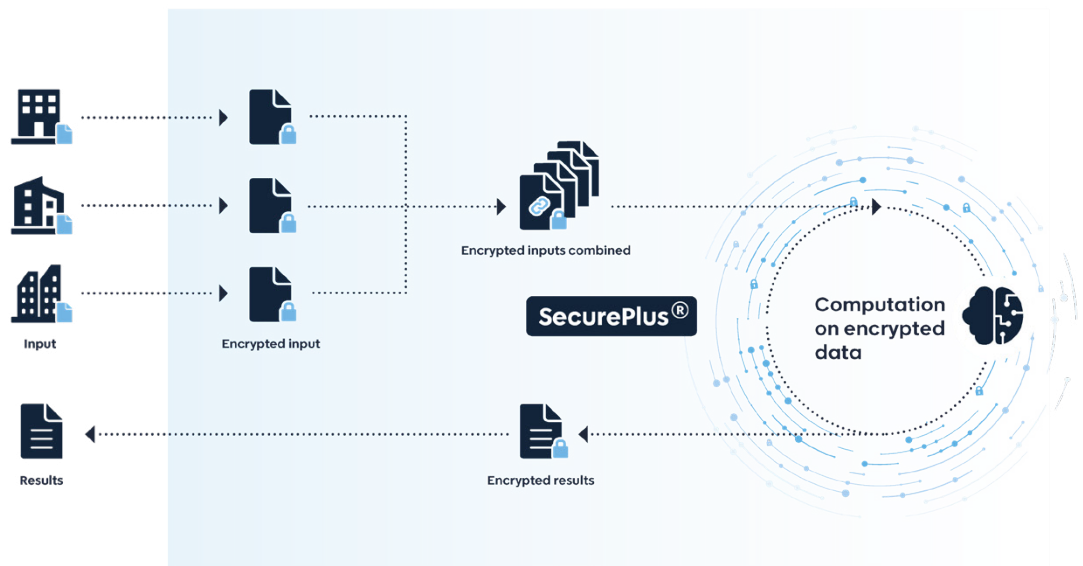 Encrypted inputs combined
SecurePlus®
Computation
on encrypted
data
Input
Encrypted input
Results
Encrypted results